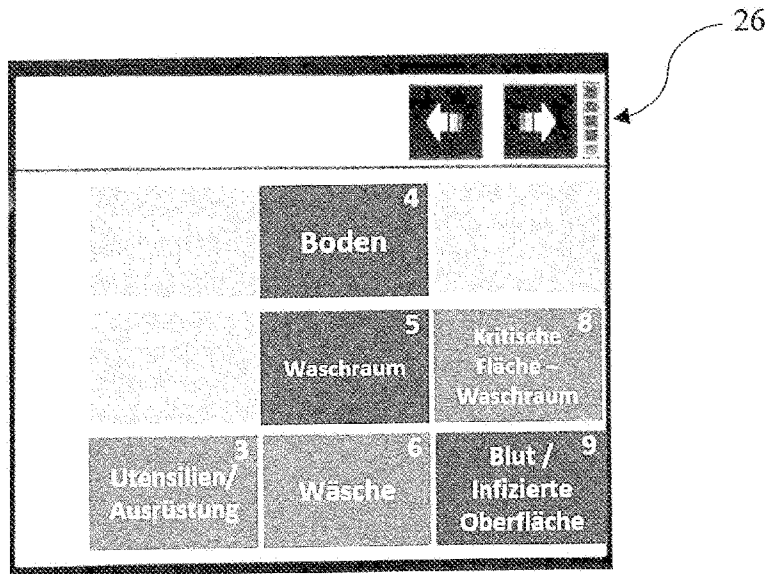 26
4
Boden
5
Waschraum
8
Kritische
Fläche –
Waschraum
3
Utensilien/
Ausrüstung
6
Wäsche
9
Blut /
Infizierte
Oberfläche